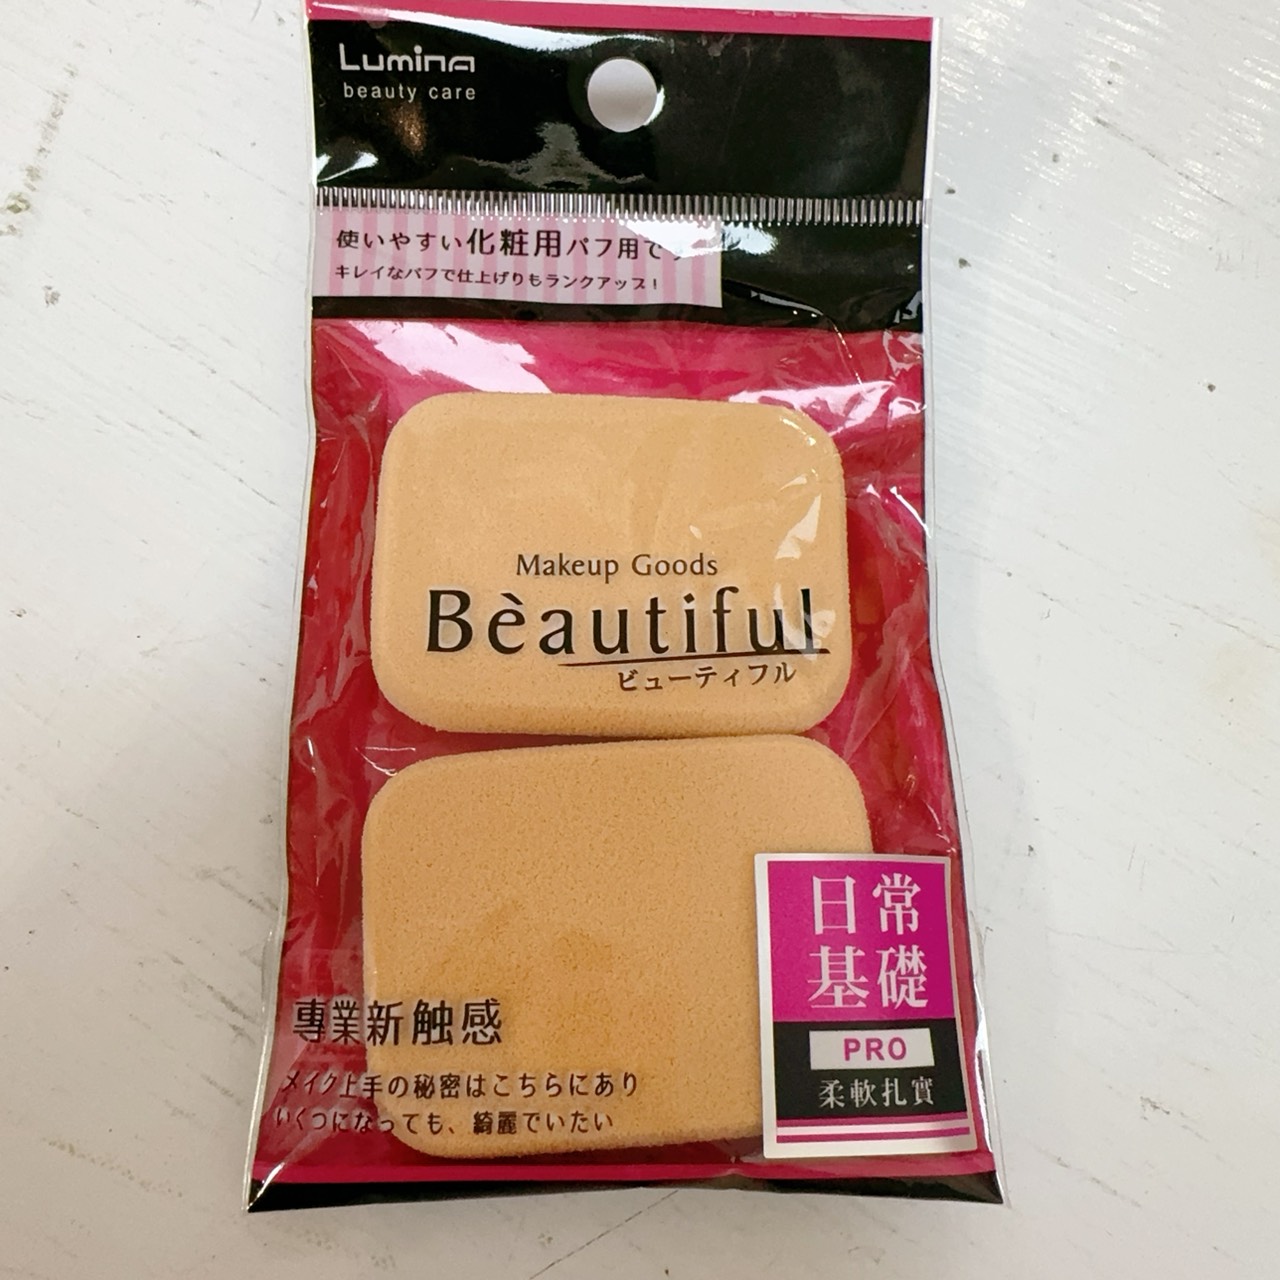 Lumina
beauty care
使いやすい化粧用パフ用で
キレイなパフで仕上げりもランクアップ！
Makeup Goods
Bèautiful
ビューティフル
專業新触感
メイク上手の秘密はこちらにあり
いくつになっても、綺麗でいたい
日常
基礎
PRO
柔軟扎實